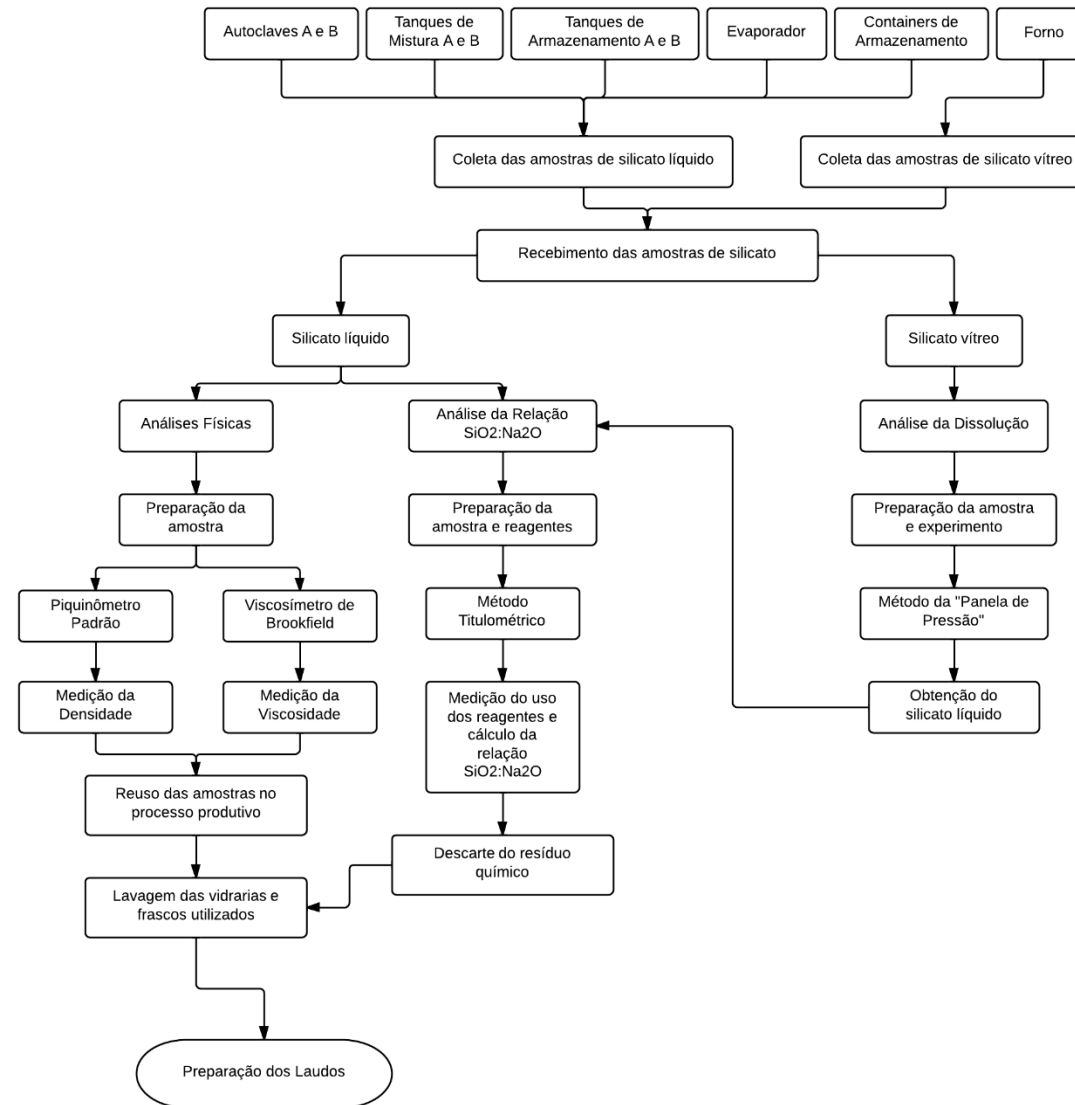 Autoclaves A e B
Tanques de
Mistura A e B
Tanques de
Armazenamento A e B
Evaporador
Containers de
Armazenamento
Forno
Coleta das amostras de silicato líquido
Coleta das amostras de silicato vítreo
Recebimento das amostras de silicato
Silicato líquido
Silicato vítreo
Análises Físicas
Análise da Relação
SiO2:Na2O
Análise da Dissolução
Preparação da
amostra
Preparação da
amostra e reagentes
Preparação da amostra
e experimento
Piquinômetro
Padrão
Viscosímetro de
Brookfield
Método
Titulométrico
Método da "Panela de
Pressão"
Medição da
Densidade
Medição da
Viscosidade
Medição do uso
dos reagentes e
cálculo da
relação
SiO2:Na2O
Obtenção do
silicato líquido
Reuso das amostras no
processo produtivo
Descarte do resíduo
químico
Lavagem das vidrarias e
frascos utilizados
Preparação dos Laudos